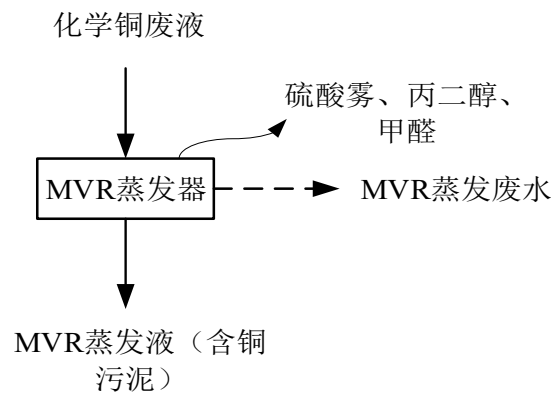 化学铜废液
硫酸雾、丙二醇、
甲醛
MVR蒸发器
MVR蒸发废水
MVR蒸发液（含铜
污泥）